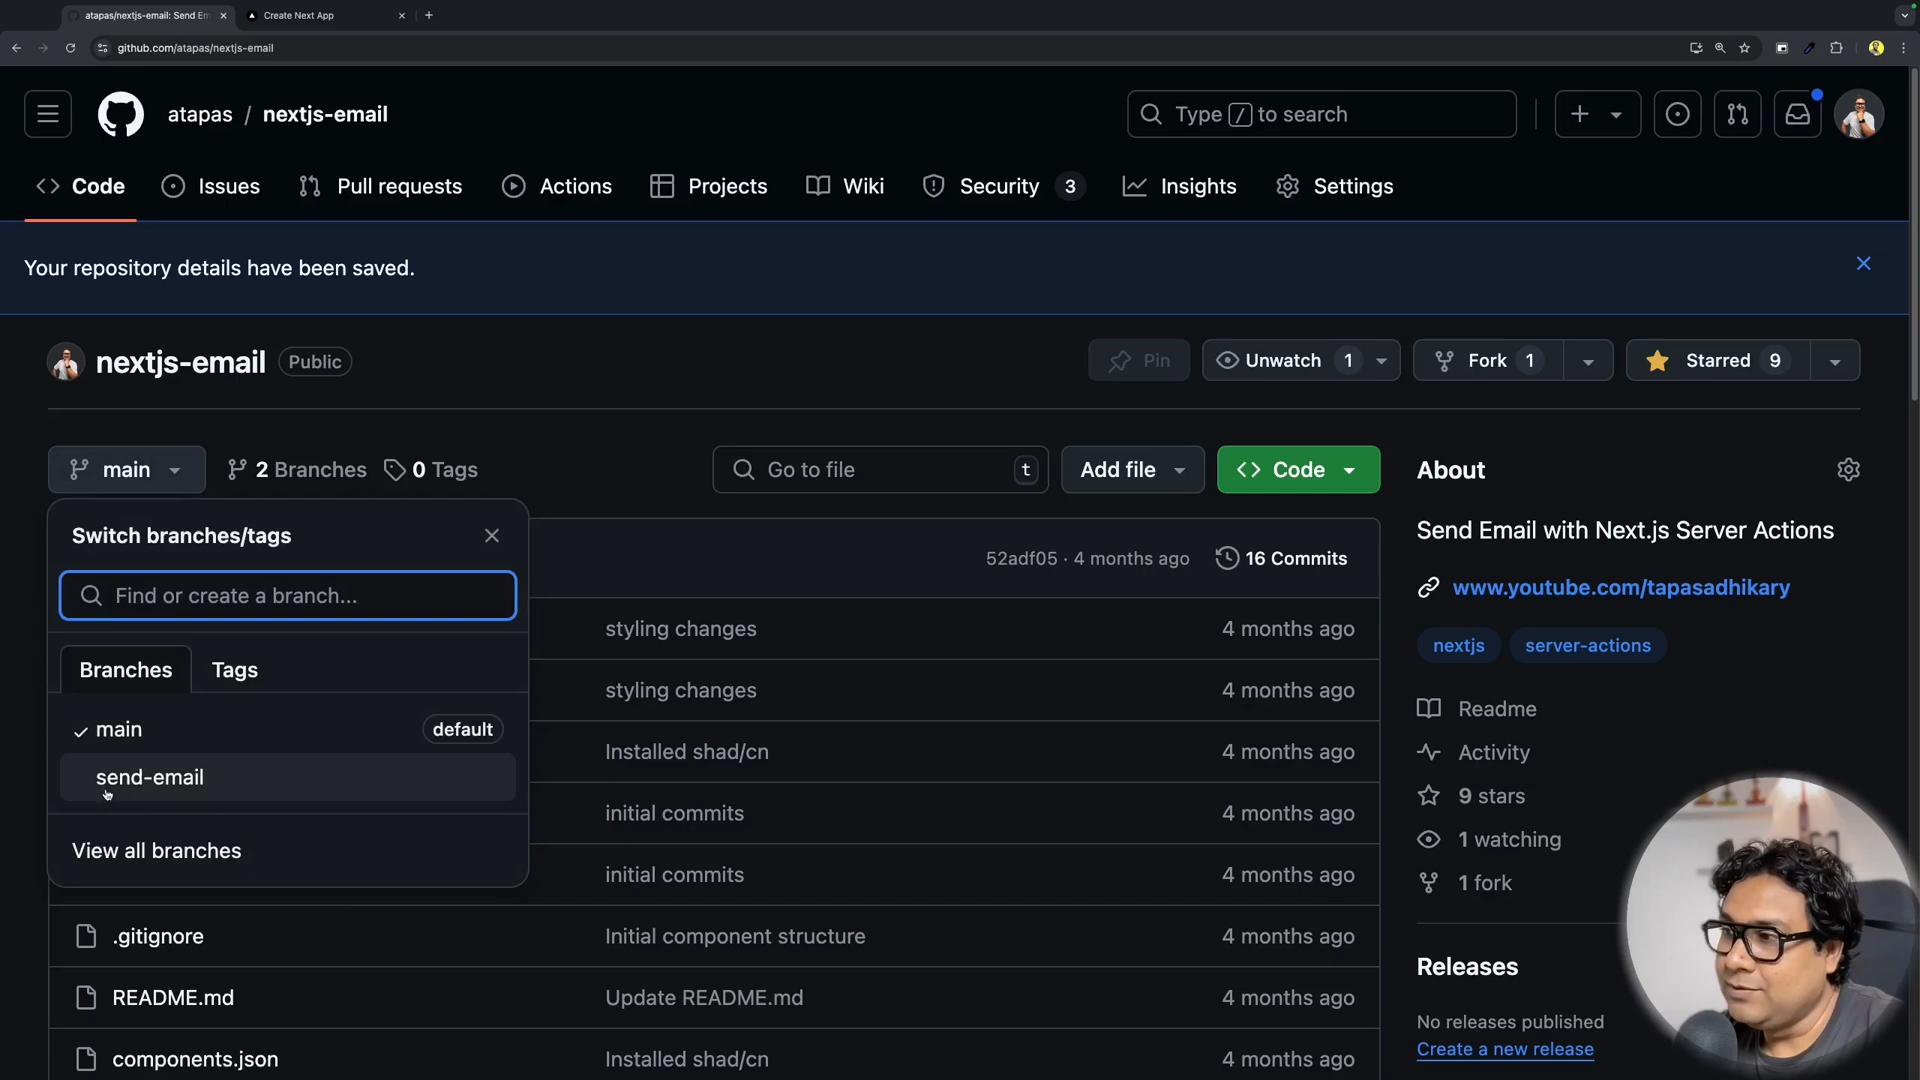 atapas/nextjs-email: Send Em
Create Next App
github.com/atapas/nextjs-email
atapas / nextjs-email
Type / to search
Code
Issues
Pull requests
Actions
Projects
Wiki
Security 3
Insights
Settings
Your repository details have been saved.
nextjs-email Public
Pin
Unwatch 1
Fork 1
Starred 9
main
2 Branches
0 Tags
Go to file t
Add file
Code
About
Switch branches/tags
Find or create a branch...
Branches
Tags
main default
send-email
View all branches
52adf05 · 4 months ago
16 Commits
styling changes 4 months ago
styling changes 4 months ago
Installed shad/cn 4 months ago
initial commits 4 months ago
initial commits 4 months ago
.gitignore Initial component structure 4 months ago
README.md Update README.md 4 months ago
components.json Installed shad/cn 4 months ago
Send Email with Next.js Server Actions
www.youtube.com/tapasadhikary
nextjs server-actions
Readme
Activity
9 stars
1 watching
1 fork
Releases
No releases published
Create a new release